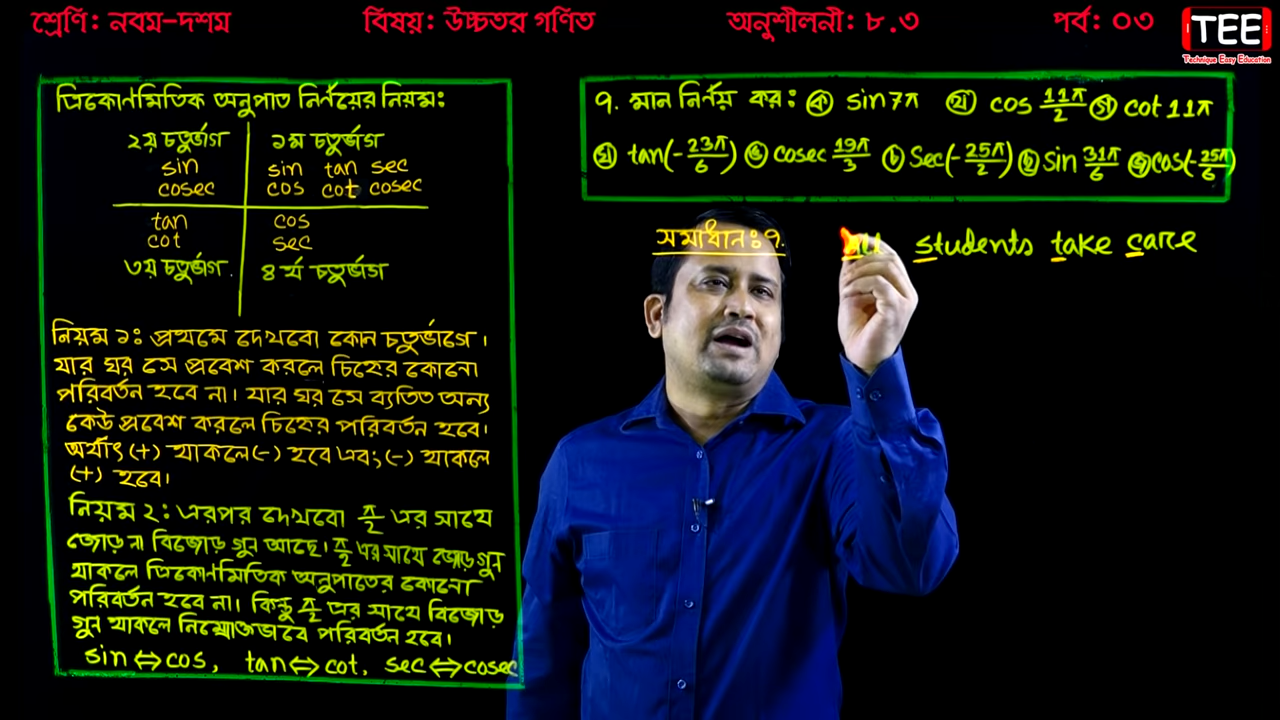 শ্রেণি: নবম-দশম বিষয়: উচ্চতর গণিত অনুশীলনী: ৮.৩ পর্ব: ০৩
TEE
Technique Easy Education
ত্রিকোণমিতিক অনুপাত নির্ণয়ের নিয়ম:
২য় চতুর্ভাগ ১ম চতুর্ভাগ
sin sin tan sec
cosec cos cot cosec
tan cos
cot sec
৩য় চতুর্ভাগ. ৪র্থ চতুর্ভাগ
নিয়ম ১: প্রথমে দেখবো কোন চতুর্ভাগে।
যার ঘর সে প্রবেশ করলে চিহ্নের কোনো
পরিবর্তন হবে না। যার ঘর সে ব্যতিত অন্য
কেউ প্রবেশ করলে চিহ্নের পরিবর্তন হবে।
অর্থাৎ (+) থাকলে (-) হবে এবং (-) থাকলে
(+) হবে।
নিয়ম ২: এরপর দেখবো π/2 এর সাথে
জোড় না বিজোড় গুন আছে। π/2 এর সাথে জোড় গুন
থাকলে ত্রিকোণমিতিক অনুপাতের কোনো
পরিবর্তন হবে না। কিন্তু π/2 এর সাথে বিজোড়
গুন থাকলে নিম্মোক্তভাবে পরিবর্তন হবে।
sin⇔cos, tan⇔cot, sec⇔cosec
৭. মান নির্ণয় কর: ক sin7π খ cos 11π/2 গ cot 11π
ঘ tan(-23π/6) ঙ cosec 19π/3 চ sec(-25π/2) ছ sin 31π/6 জ cos(-25π/6)
সমাধান: ৭. All students take care